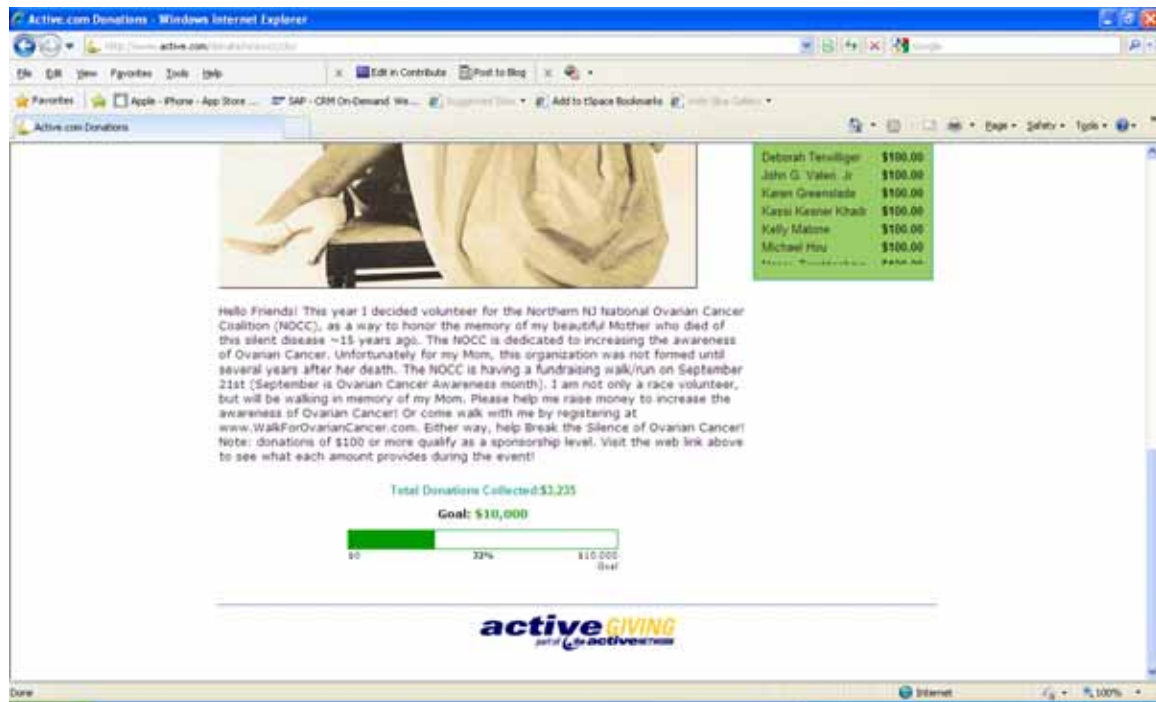 Active.com Donations - Windows Internet Explorer
File Edit View Favorites Tools Help
Edit in Contribute Post to Blog
Favorites Apple - iPhone - App Store ... SAP - CRM On-Demand We... Add to tSpace Bookmarks
Active.com Donations
Page Safety Tools
Deborah Terwilliger $100.00
John G. $100.00
Karen $100.00
$100.00
Kelly Malone $100.00
Michael Hou $100.00
Hello Friends! This year I decided volunteer for the Northern NJ National Ovarian Cancer
Coalition (NOCC), as a way to honor the memory of my beautiful Mother who died of
this silent disease ~15 years ago. The NOCC is dedicated to increasing the awareness
of Ovarian Cancer. Unfortunately for my Mom, this organization was not formed until
several years after her death. The NOCC is having a fundraising walk/run on September
21st (September is Ovarian Cancer Awareness month). I am not only a race volunteer,
but will be walking in memory of my Mom. Please help me raise money to increase the
awareness of Ovarian Cancer! Or come walk with me by registering at
www.WalkForOvarianCancer.com. Either way, help Break the Silence of Ovarian Cancer!
Note: donations of $100 or more qualify as a sponsorship level. Visit the web link above
to see what each amount provides during the event!
Total Donations Collected:$3,235
Goal: $10,000
$0 33% $10,000
Goal
active GIVING
part of the active NETWORK
Done Internet 100%